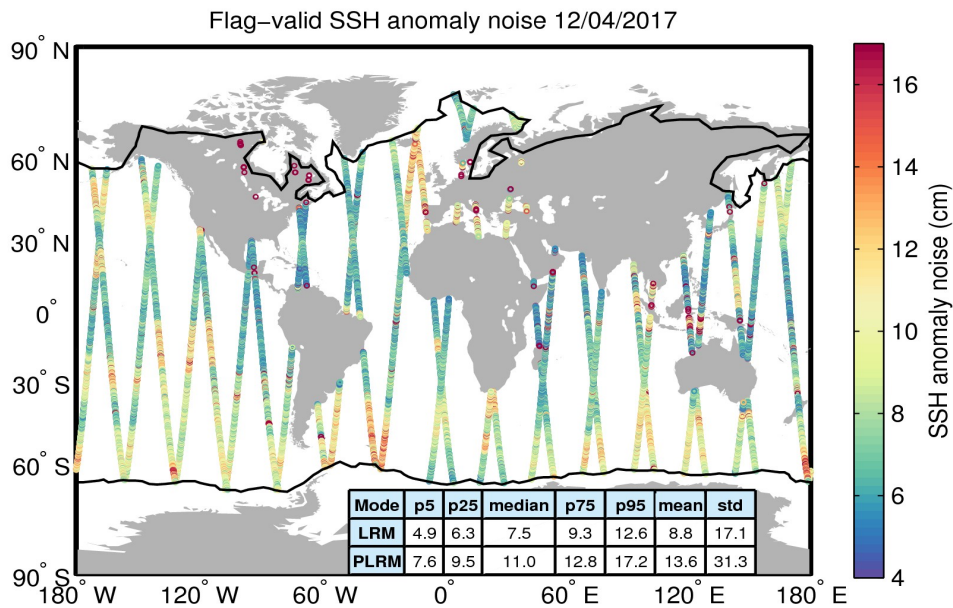 Flag−valid SSH anomaly noise 12/04/2017
90° N
60° N
30° N
0°
30° S
60° S
90° S
180° W 120° W 60° W 0° 60° E 120° E 180° E
Mode p5 p25 median p75 p95 mean std
LRM 4.9 6.3 7.5 9.3 12.6 8.8 17.1
PLRM 7.6 9.5 11.0 12.8 17.2 13.6 31.3
16
14
12
10
8
6
4
SSH anomaly noise (cm)